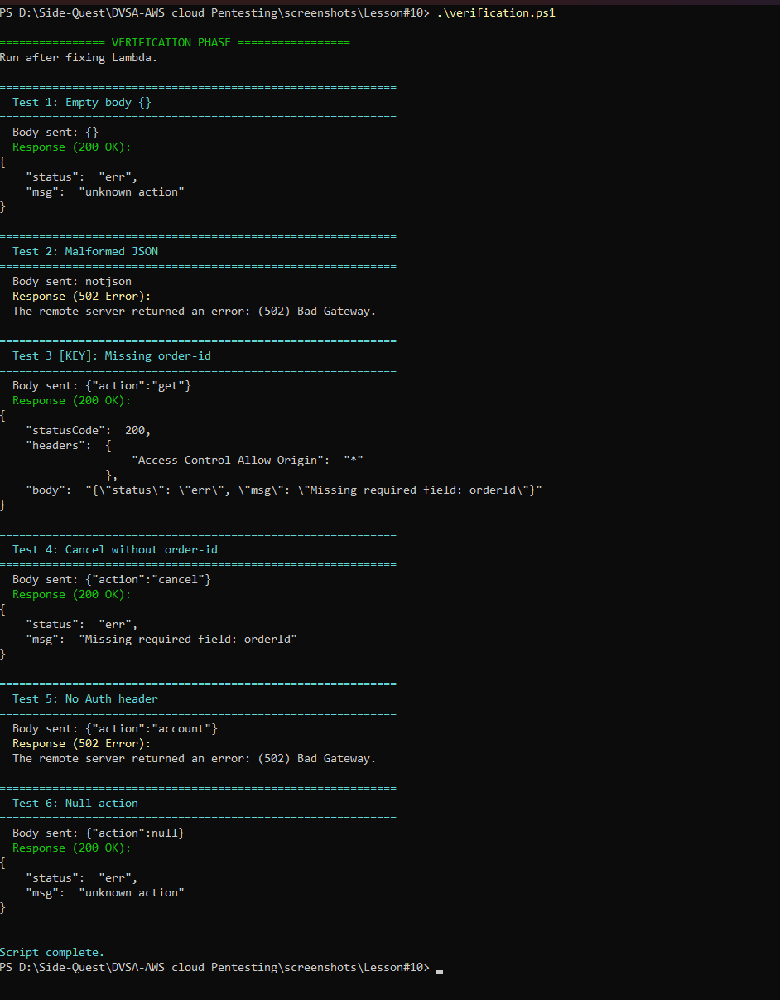 PS D:\Side-Quest\DVSA-AWS cloud Pentesting\screenshots\Lesson#10> .\verification.ps1

================ VERIFICATION PHASE =================
Run after fixing Lambda.

============================================================
  Test 1: Empty body {}
============================================================
  Body sent: {}
  Response (200 OK):
{
    "status":  "err",
    "msg":  "unknown action"
}

============================================================
  Test 2: Malformed JSON
============================================================
  Body sent: notjson
  Response (502 Error):
  The remote server returned an error: (502) Bad Gateway.

============================================================
  Test 3 [KEY]: Missing order-id
============================================================
  Body sent: {"action":"get"}
  Response (200 OK):
{
    "statusCode":  200,
    "headers":  {
                    "Access-Control-Allow-Origin":  "*"
                },
    "body":  "{\"status\": \"err\", \"msg\": \"Missing required field: orderId\"}"
}

============================================================
  Test 4: Cancel without order-id
============================================================
  Body sent: {"action":"cancel"}
  Response (200 OK):
{
    "status":  "err",
    "msg":  "Missing required field: orderId"
}

============================================================
  Test 5: No Auth header
============================================================
  Body sent: {"action":"account"}
  Response (502 Error):
  The remote server returned an error: (502) Bad Gateway.

============================================================
  Test 6: Null action
============================================================
  Body sent: {"action":null}
  Response (200 OK):
{
    "status":  "err",
    "msg":  "unknown action"
}

Script complete.
PS D:\Side-Quest\DVSA-AWS cloud Pentesting\screenshots\Lesson#10>